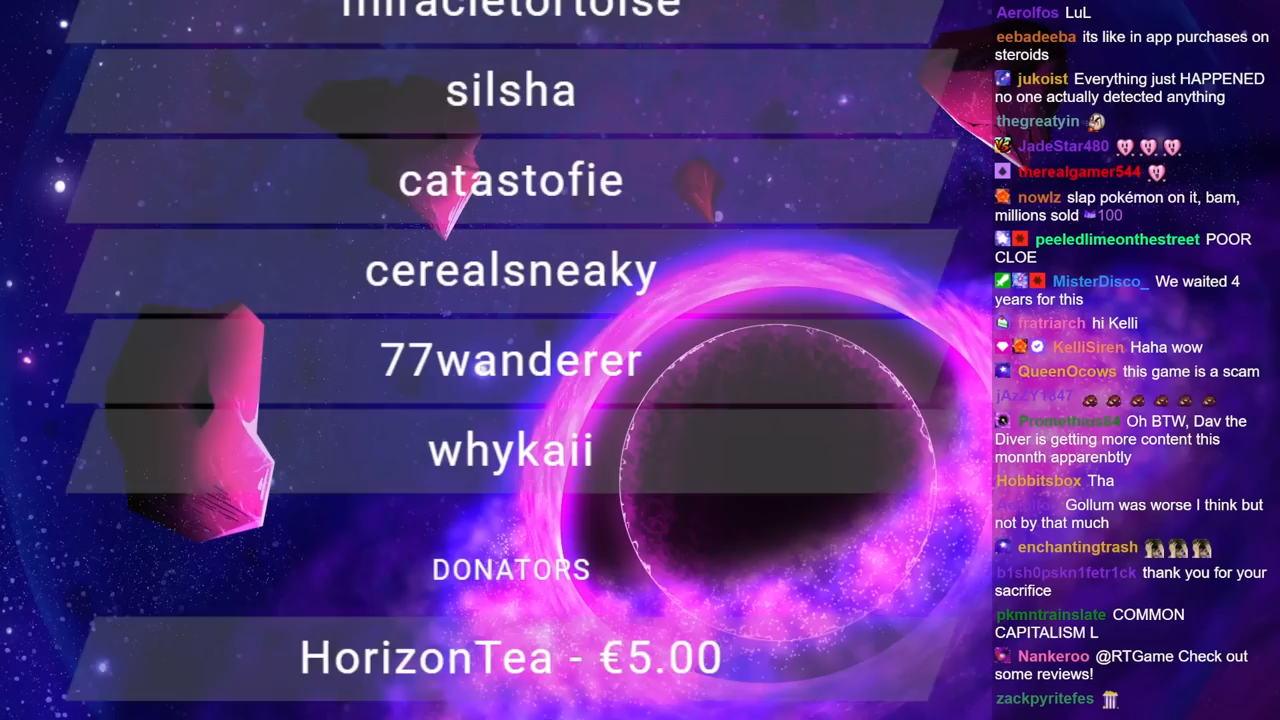 miracletortoise
silsha
catastofie
cerealsneaky
77wanderer
whykaii
DONATORS
HorizonTea - €5.00
Aerolfos LuL
eebadeeba its like in app purchases on
steroids
jukoist Everything just HAPPENED
no one actually detected anything
thegreatyin
JadeStar480
therealgamer544
nowlz slap pokémon on it, bam,
millions sold 100
peeledlimeonthestreet POOR
CLOE
MisterDisco_ We waited 4
years for this
fratriarch hi Kelli
KelliSiren Haha wow
QueenOcows this game is a scam
jAzZY1847
Prometheus64 Oh BTW, Dav the
Diver is getting more content this
monnth apparenbtly
Hobbitsbox Tha
Gollum was worse I think but
not by that much
enchantingtrash
b1sh0pskn1fetr1ck thank you for your
sacrifice
pkmntrainslate COMMON
CAPITALISM L
Nankeroo @RTGame Check out
some reviews!
zackpyritefes